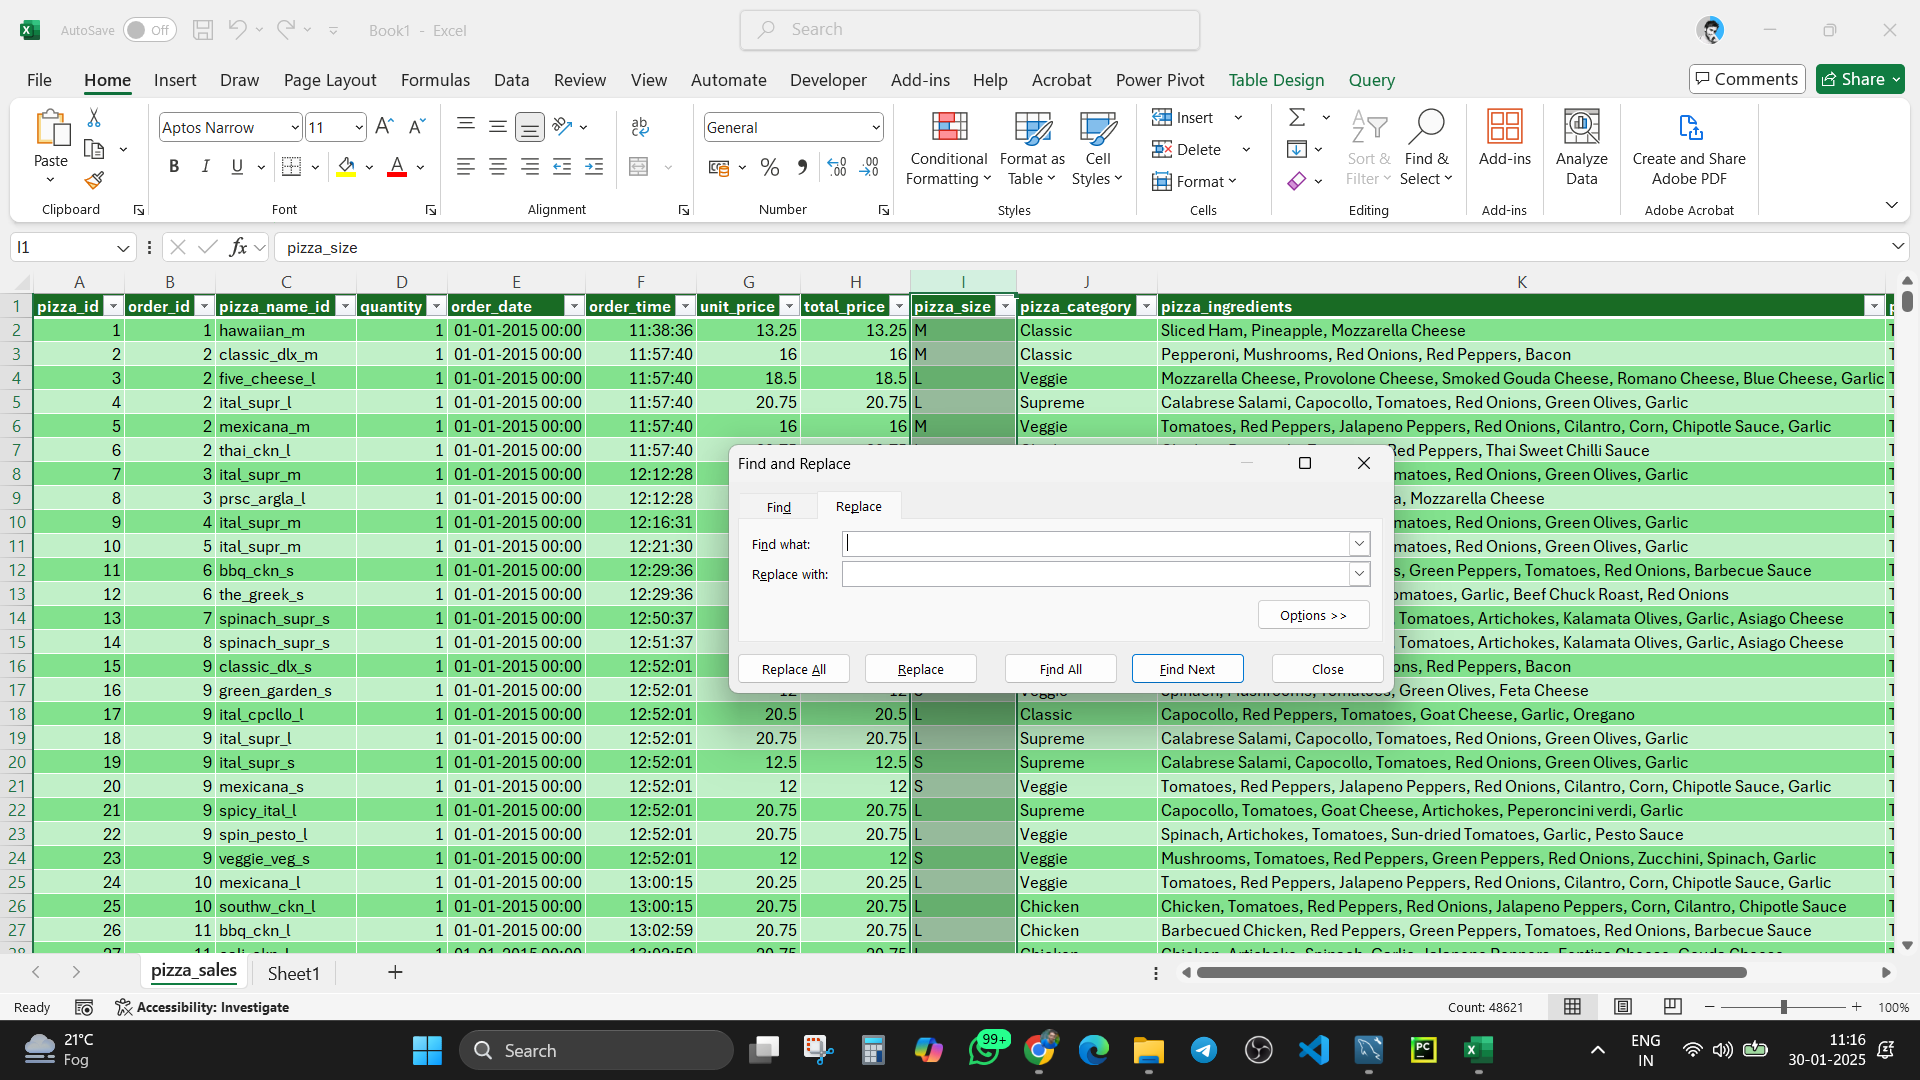 AutoSave Off Book1 - Excel Search
File Home Insert Draw Page Layout Formulas Data Review View Automate Developer Add-ins Help Acrobat Power Pivot Table Design Query Comments Share
Paste Aptos Narrow 11 General Conditional Formatting Format as Table Cell Styles Insert Delete Format Sort & Filter Find & Select Add-ins Analyze Data Create and Share Adobe PDF
Clipboard Font Alignment Number Styles Cells Editing Add-ins Adobe Acrobat
I1 fx pizza_size
A B C D E F G H I J K
1 pizza_id order_id pizza_name_id quantity order_date order_time unit_price total_price pizza_size pizza_category pizza_ingredients
2 1 1 hawaiian_m 1 01-01-2015 00:00 11:38:36 13.25 13.25 M Classic Sliced Ham, Pineapple, Mozzarella Cheese
3 2 2 classic_dlx_m 1 01-01-2015 00:00 11:57:40 16 16 M Classic Pepperoni, Mushrooms, Red Onions, Red Peppers, Bacon
4 3 2 five_cheese_l 1 01-01-2015 00:00 11:57:40 18.5 18.5 L Veggie Mozzarella Cheese, Provolone Cheese, Smoked Gouda Cheese, Romano Cheese, Blue Cheese, Garlic
5 4 2 ital_supr_l 1 01-01-2015 00:00 11:57:40 20.75 20.75 L Supreme Calabrese Salami, Capocollo, Tomatoes, Red Onions, Green Olives, Garlic
6 5 2 mexicana_m 1 01-01-2015 00:00 11:57:40 16 16 M Veggie Tomatoes, Red Peppers, Jalapeno Peppers, Red Onions, Cilantro, Corn, Chipotle Sauce, Garlic
7 6 2 thai_ckn_l 1 01-01-2015 00:00 11:57:40 Red Peppers, Thai Sweet Chilli Sauce
8 7 3 ital_supr_m 1 01-01-2015 00:00 12:12:28 Red Onions, Green Olives, Garlic
9 8 3 prsc_argla_l 1 01-01-2015 00:00 12:12:28 Mozzarella Cheese
10 9 4 ital_supr_m 1 01-01-2015 00:00 12:16:31 Red Onions, Green Olives, Garlic
11 10 5 ital_supr_m 1 01-01-2015 00:00 12:21:30 Red Onions, Green Olives, Garlic
12 11 6 bbq_ckn_s 1 01-01-2015 00:00 12:29:36 Green Peppers, Tomatoes, Red Onions, Barbecue Sauce
13 12 6 the_greek_s 1 01-01-2015 00:00 12:29:36 Garlic, Beef Chuck Roast, Red Onions
14 13 7 spinach_supr_s 1 01-01-2015 00:00 12:50:37 Tomatoes, Artichokes, Kalamata Olives, Garlic, Asiago Cheese
15 14 8 spinach_supr_s 1 01-01-2015 00:00 12:51:37 Tomatoes, Artichokes, Kalamata Olives, Garlic, Asiago Cheese
16 15 9 classic_dlx_s 1 01-01-2015 00:00 12:52:01 Red Peppers, Bacon
17 16 9 green_garden_s 1 01-01-2015 00:00 12:52:01 12 12 S Veggie Spinach, Mushrooms, Tomatoes, Green Olives, Feta Cheese
18 17 9 ital_cpcllo_l 1 01-01-2015 00:00 12:52:01 20.5 20.5 L Classic Capocollo, Red Peppers, Tomatoes, Goat Cheese, Garlic, Oregano
19 18 9 ital_supr_l 1 01-01-2015 00:00 12:52:01 20.75 20.75 L Supreme Calabrese Salami, Capocollo, Tomatoes, Red Onions, Green Olives, Garlic
20 19 9 ital_supr_s 1 01-01-2015 00:00 12:52:01 12.5 12.5 S Supreme Calabrese Salami, Capocollo, Tomatoes, Red Onions, Green Olives, Garlic
21 20 9 mexicana_s 1 01-01-2015 00:00 12:52:01 12 12 S Veggie Tomatoes, Red Peppers, Jalapeno Peppers, Red Onions, Cilantro, Corn, Chipotle Sauce, Garlic
22 21 9 spicy_ital_l 1 01-01-2015 00:00 12:52:01 20.75 20.75 L Supreme Capocollo, Tomatoes, Goat Cheese, Artichokes, Peperoncini verdi, Garlic
23 22 9 spin_pesto_l 1 01-01-2015 00:00 12:52:01 20.75 20.75 L Veggie Spinach, Artichokes, Tomatoes, Sun-dried Tomatoes, Garlic, Pesto Sauce
24 23 9 veggie_veg_s 1 01-01-2015 00:00 12:52:01 12 12 S Veggie Mushrooms, Tomatoes, Red Peppers, Green Peppers, Red Onions, Zucchini, Spinach, Garlic
25 24 10 mexicana_l 1 01-01-2015 00:00 13:00:15 20.25 20.25 L Veggie Tomatoes, Red Peppers, Jalapeno Peppers, Red Onions, Cilantro, Corn, Chipotle Sauce, Garlic
26 25 10 southw_ckn_l 1 01-01-2015 00:00 13:00:15 20.75 20.75 L Chicken Chicken, Tomatoes, Red Peppers, Red Onions, Jalapeno Peppers, Corn, Cilantro, Chipotle Sauce
27 26 11 bbq_ckn_l 1 01-01-2015 00:00 13:02:59 20.75 20.75 L Chicken Barbecued Chicken, Red Peppers, Green Peppers, Tomatoes, Red Onions, Barbecue Sauce
Find and Replace
Find Replace
Find what:
Replace with:
Options >>
Replace All Replace Find All Find Next Close
pizza_sales Sheet1
Ready Accessibility: Investigate Count: 48621 100%
21°C
Fog
Search
99+
PC
ENG
IN
11:16
30-01-2025